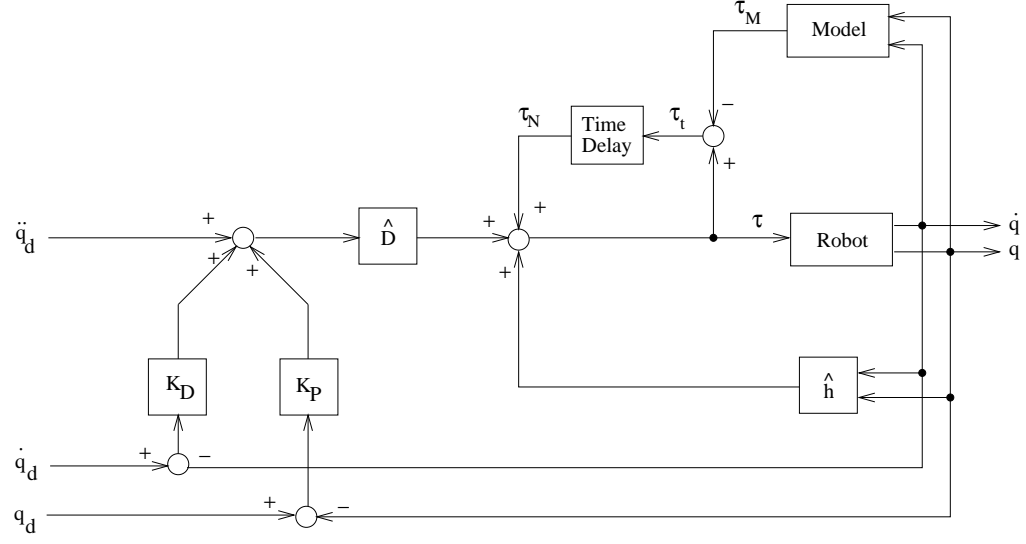 τ_M
Model
−
τ_N
Time
Delay
τ_t
+
q̈_d
+
+
+
D̂
+
+
+
τ
Robot
q̇
q
K_D
K_P
ĥ
q̇_d
+
−
q_d
+
−